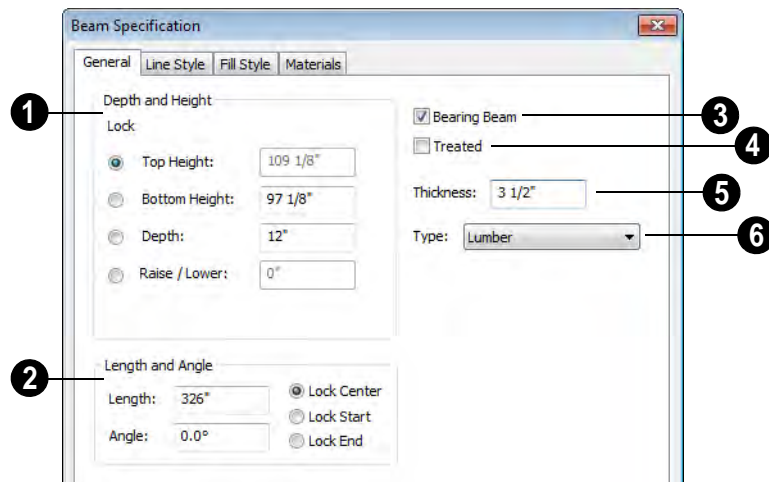 Beam Specification
General Line Style Fill Style Materials
1
Depth and Height
Lock
Top Height: 109 1/8"
Bottom Height: 97 1/8"
Depth: 12"
Raise / Lower: 0"
Bearing Beam 3
Treated 4
Thickness: 3 1/2" 5
Type: Lumber 6
2
Length and Angle
Length: 326"
Angle: 0.0°
Lock Center
Lock Start
Lock End